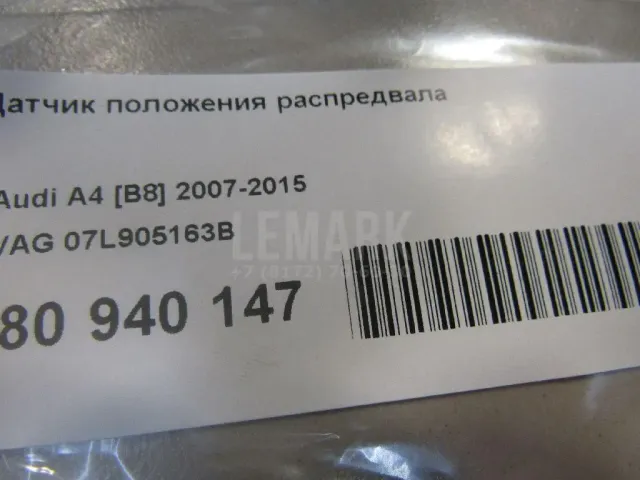 Датчик положения распредвала
Audi A4 [B8] 2007-2015
VAG 07L905163B
LEMARK
80 940 147